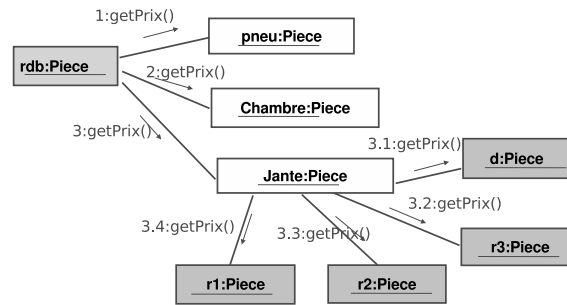 1:getPrix()
pneu:Piece
rdb:Piece
2:getPrix()
Chambre:Piece
3:getPrix()
3.1:getPrix()
d:Piece
Jante:Piece
3.2:getPrix()
3.4:getPrix()
3.3:getPrix()
r3:Piece
r1:Piece
r2:Piece